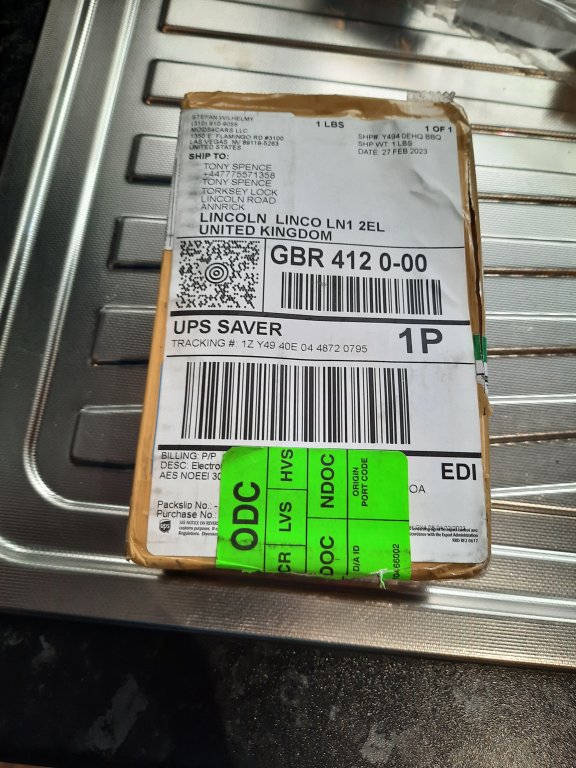 STEFAN WILHELMY
(310) 910-9055
MODS4CARS LLC
1350 E. FLAMINGO RD #3100
LAS VEGAS NV 89119-5263
UNITED STATES
1 LBS
1 OF 1
SHP#: Y494 0EHQ BBQ
SHP WT: 1 LBS
DATE: 27 FEB 2023
SHIP TO:
TONY SPENCE
+447775571358
TONY SPENCE
TORKSEY LOCK
LINCOLN ROAD
ANNRICK
LINCOLN LINCO LN1 2EL
UNITED KINGDOM
GBR 412 0-00
UPS SAVER
TRACKING #: 1Z Y49 40E 04 4872 0795
1P
BILLING: P/P
DESC: Electro
AES NOEEI 30
EDI
OA
Packslip No.: -
Purchase No.:
ups
ODC
CR
LVS
HVS
DOC
NDOC
D/A ID
ORIGIN
PORT CODE